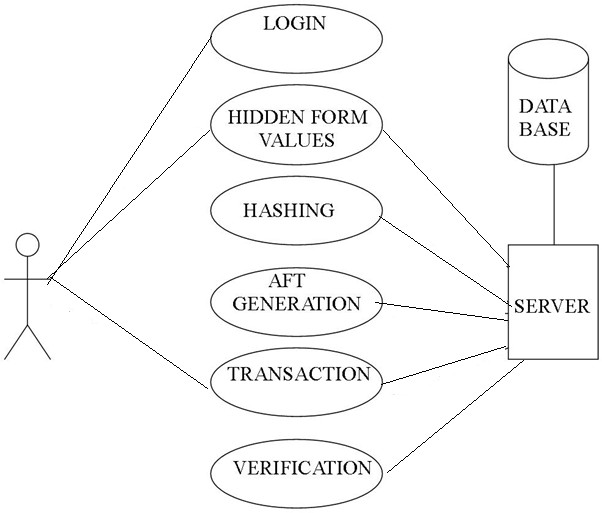 LOGIN
HIDDEN FORM
VALUES
HASHING
AFT
GENERATION
TRANSACTION
VERIFICATION
DATA
BASE
SERVER